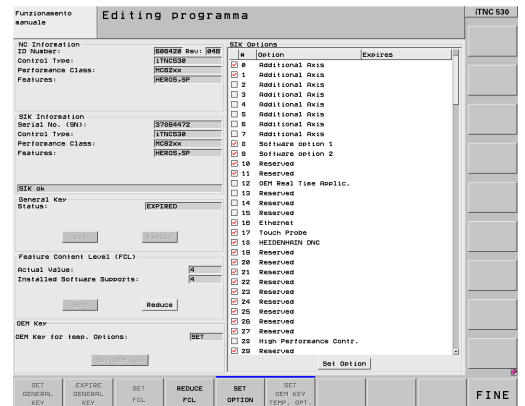 Funzionamento
manuale
Editing programma
iTNC 530
NC Information
ID Number: 606420 Rev: 04B
Control Type: iTNC530
Performance Class: MC62xx
Features: HEROS,SP
SIK Information
Serial No. (SN): 37864472
Control Type: iTNC530
Performance Class: MC62xx
Features: HEROS,SP
SIK ok
General Key
Status: EXPIRED
Set Expire
Feature Content Level (FCL)
Actual Value: 4
Installed Software Supports: 4
Set Reduce
OEM Key
OEM Key for temp. Options: SET
Set OEM Key
SIK Options
# Option Expires
0 Additional Axis
1 Additional Axis
2 Additional Axis
3 Additional Axis
4 Additional Axis
5 Additional Axis
6 Additional Axis
7 Additional Axis
8 Software option 1
9 Software option 2
10 Reserved
11 Reserved
12 OEM Real Time Applic.
13 Reserved
14 Reserved
15 Reserved
16 Ethernet
17 Touch Probe
18 HEIDENHAIN DNC
19 Reserved
20 Reserved
21 Reserved
22 Reserved
23 Reserved
24 Reserved
25 Reserved
26 Reserved
27 Reserved
28 High Performance Contr.
29 Reserved
Set Option
SET
GENERAL
KEY
EXPIRE
GENERAL
KEY
SET
FCL
REDUCE
FCL
SET
OPTION
SET
OEM KEY
TEMP. OPT.
FINE